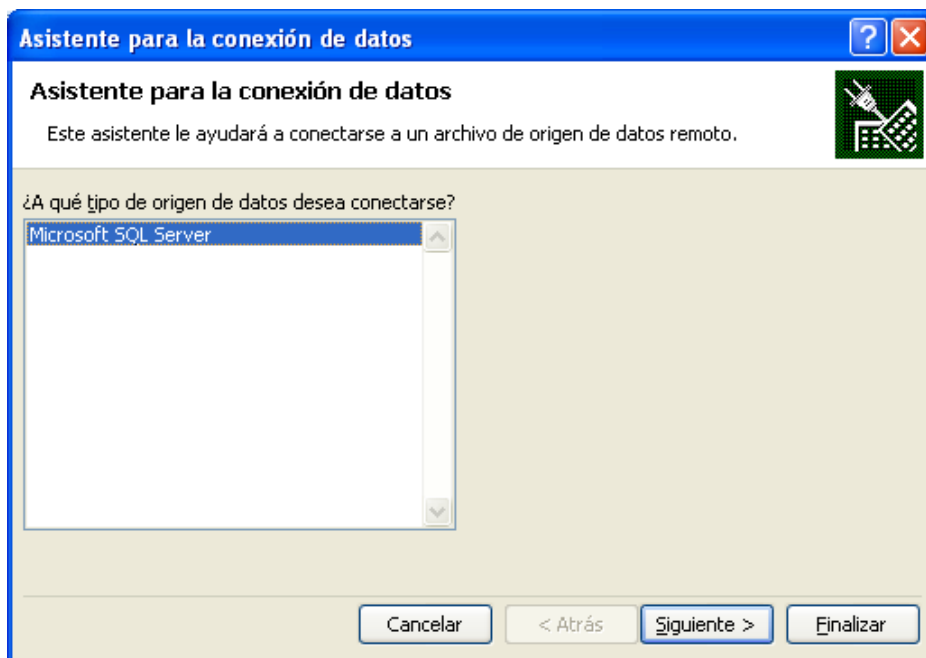 Asistente para la conexión de datos
Asistente para la conexión de datos
Este asistente le ayudará a conectarse a un archivo de origen de datos remoto.
¿A qué tipo de origen de datos desea conectarse?
Microsoft SQL Server
Cancelar < Atrás Siguiente > Finalizar